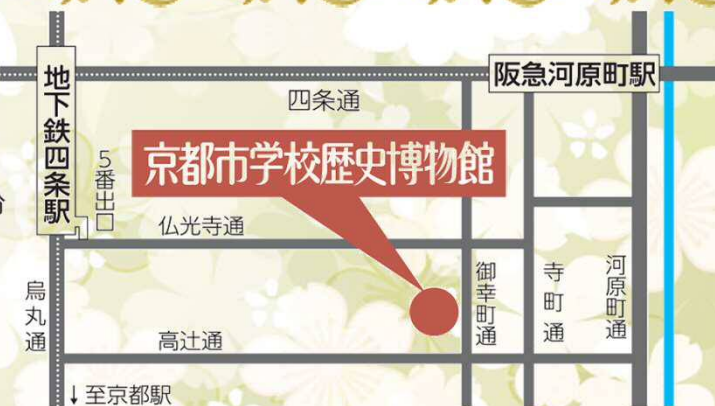 阪急河原町駅
地下鉄四条駅
四条通
5番出口
京都市学校歴史博物館
仏光寺通
御幸町通
寺町通
河原町通
烏丸通
高辻通
↓至京都駅